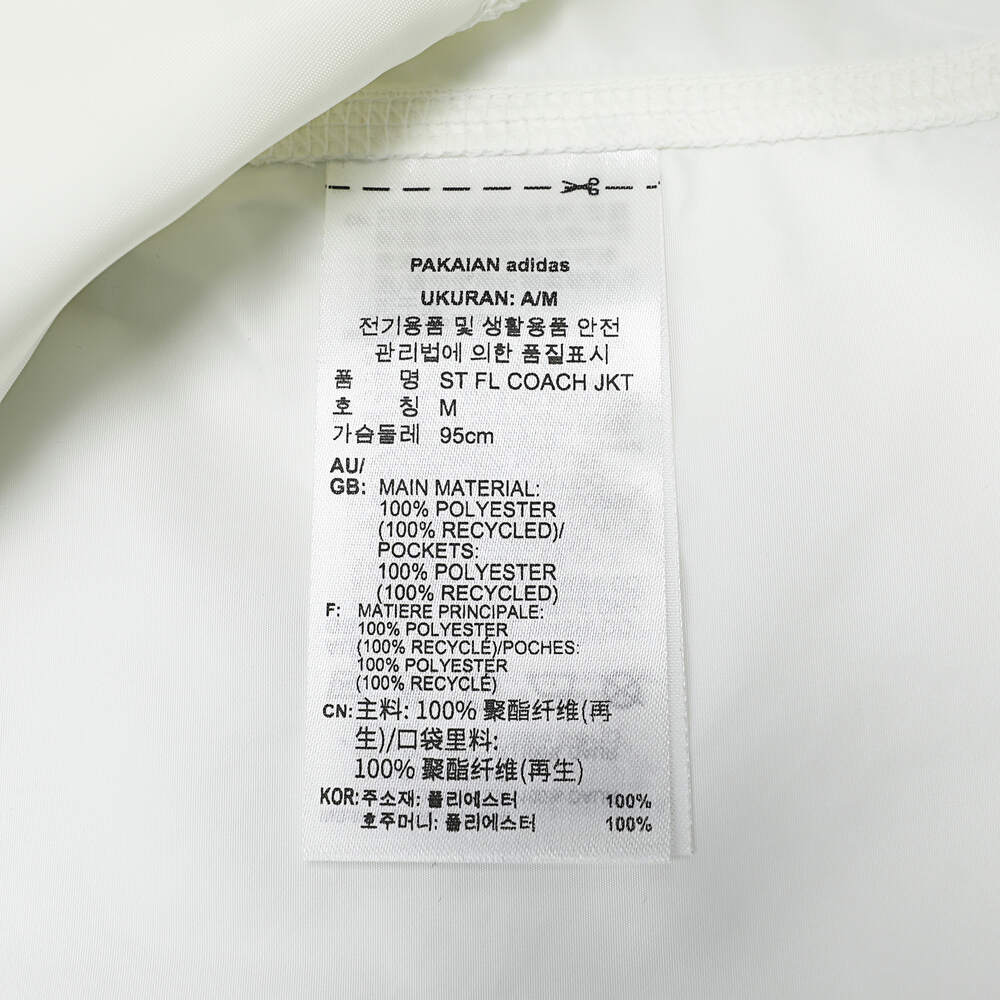 PAKAIAN adidas
UKURAN: A/M
전기용품 및 생활용품 안전
관리법에 의한 품질표시
품 명 ST FL COACH JKT
호 칭 M
가슴둘레 95cm
AU/
GB: MAIN MATERIAL:
100% POLYESTER
(100% RECYCLED)/
POCKETS:
100% POLYESTER
(100% RECYCLED)
F: MATIERE PRINCIPALE:
100% POLYESTER
(100% RECYCLÉ)/POCHES:
100% POLYESTER
(100% RECYCLÉ)
CN: 主料: 100% 聚酯纤维(再
生)/口袋里料:
100% 聚酯纤维(再生)
KOR: 주소재: 폴리에스터 100%
호주머니: 폴리에스터 100%